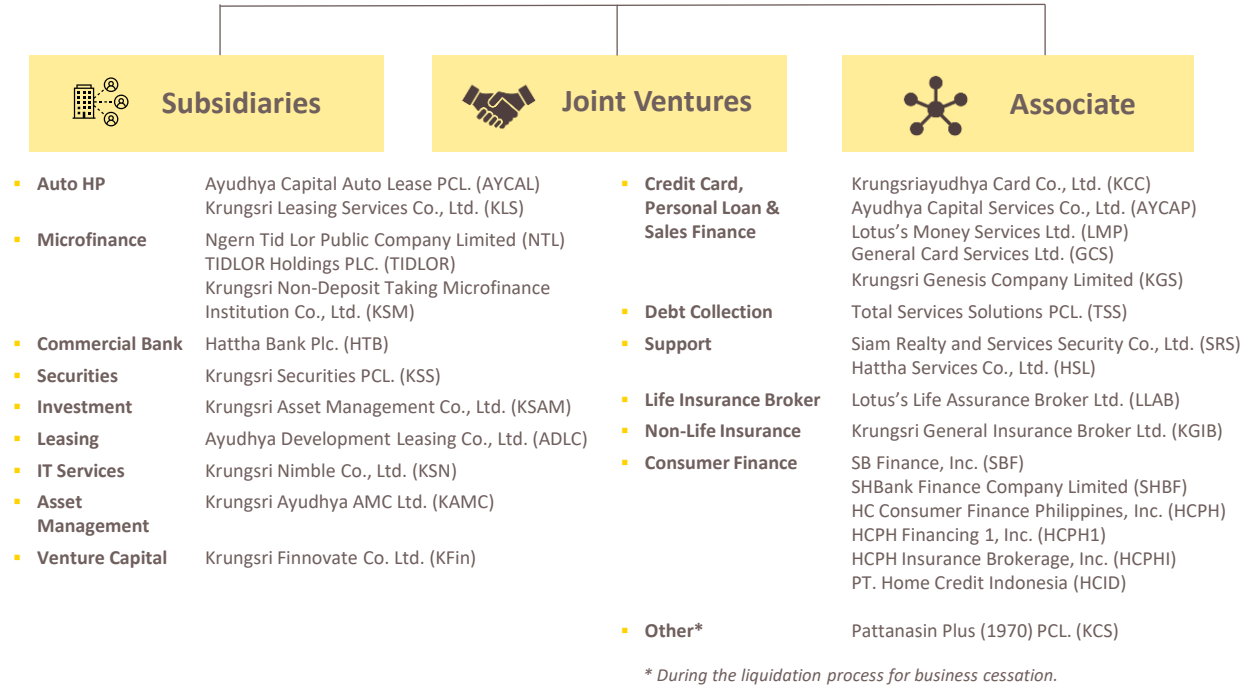 Subsidiaries
Joint Ventures
Associate
▪ Auto HP
Ayudhya Capital Auto Lease PCL. (AYCAL)
Krungsri Leasing Services Co., Ltd. (KLS)
▪ Microfinance
Ngern Tid Lor Public Company Limited (NTL)
TIDLOR Holdings PLC. (TIDLOR)
Krungsri Non-Deposit Taking Microfinance
Institution Co., Ltd. (KSM)
▪ Commercial Bank
Hattha Bank Plc. (HTB)
▪ Securities
Krungsri Securities PCL. (KSS)
▪ Investment
Krungsri Asset Management Co., Ltd. (KSAM)
▪ Leasing
Ayudhya Development Leasing Co., Ltd. (ADLC)
▪ IT Services
Krungsri Nimble Co., Ltd. (KSN)
▪ Asset
Management
Krungsri Ayudhya AMC Ltd. (KAMC)
▪ Venture Capital
Krungsri Finnovate Co. Ltd. (KFin)
▪ Credit Card,
Personal Loan &
Sales Finance
Krungsriayudhya Card Co., Ltd. (KCC)
Ayudhya Capital Services Co., Ltd. (AYCAP)
Lotus’s Money Services Ltd. (LMP)
General Card Services Ltd. (GCS)
Krungsri Genesis Company Limited (KGS)
▪ Debt Collection
Total Services Solutions PCL. (TSS)
▪ Support
Siam Realty and Services Security Co., Ltd. (SRS)
Hattha Services Co., Ltd. (HSL)
▪ Life Insurance Broker
Lotus’s Life Assurance Broker Ltd. (LLAB)
▪ Non-Life Insurance
Krungsri General Insurance Broker Ltd. (KGIB)
▪ Consumer Finance
SB Finance, Inc. (SBF)
SHBank Finance Company Limited (SHBF)
HC Consumer Finance Philippines, Inc. (HCPH)
HCPH Financing 1, Inc. (HCPH1)
HCPH Insurance Brokerage, Inc. (HCPHI)
PT. Home Credit Indonesia (HCID)
▪ Other*
Pattanasin Plus (1970) PCL. (KCS)
* During the liquidation process for business cessation.